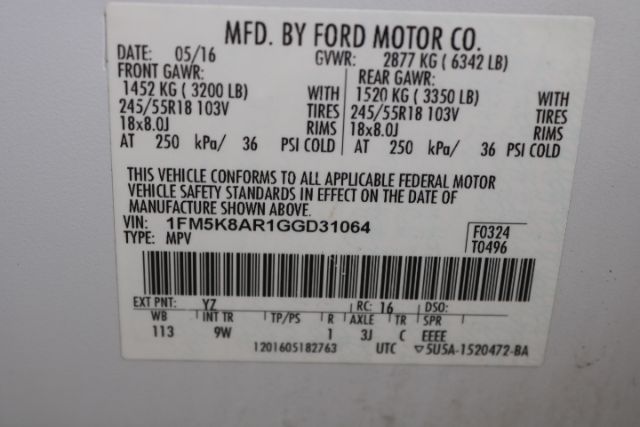 MFD. BY FORD MOTOR CO.
DATE: 05/16 GVWR: 2877 KG ( 6342 LB)
FRONT GAWR: REAR GAWR:
1452 KG ( 3200 LB) WITH 1520 KG ( 3350 LB) WITH
245/55R18 103V TIRES 245/55R18 103V TIRES
18x8.0J RIMS 18x8.0J RIMS
AT 250 kPa/ 36 PSI COLD AT 250 kPa/ 36 PSI COLD
THIS VEHICLE CONFORMS TO ALL APPLICABLE FEDERAL MOTOR
VEHICLE SAFETY STANDARDS IN EFFECT ON THE DATE OF
MANUFACTURE SHOWN ABOVE.
VIN: 1FM5K8AR1GGD31064 F0324
TYPE: MPV T0496
EXT PNT: YZ RC: 16 DSO:
WB INT TR TP/PS R AXLE TR SPR
113 9W 1 3J C EEEE
1201605182763 UTC ▽5U5A-1520472-BA